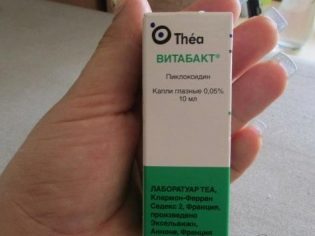 Théa
ВИТАБАКТ®
Пиклоксидин
Капли глазные 0,05%
10 мл
ЛАБОРАТУАР ТЕА,
Клермон-Ферран
Седекс 2, Франция,
произведено
Эксельвижн,
Аннонэ, Франция